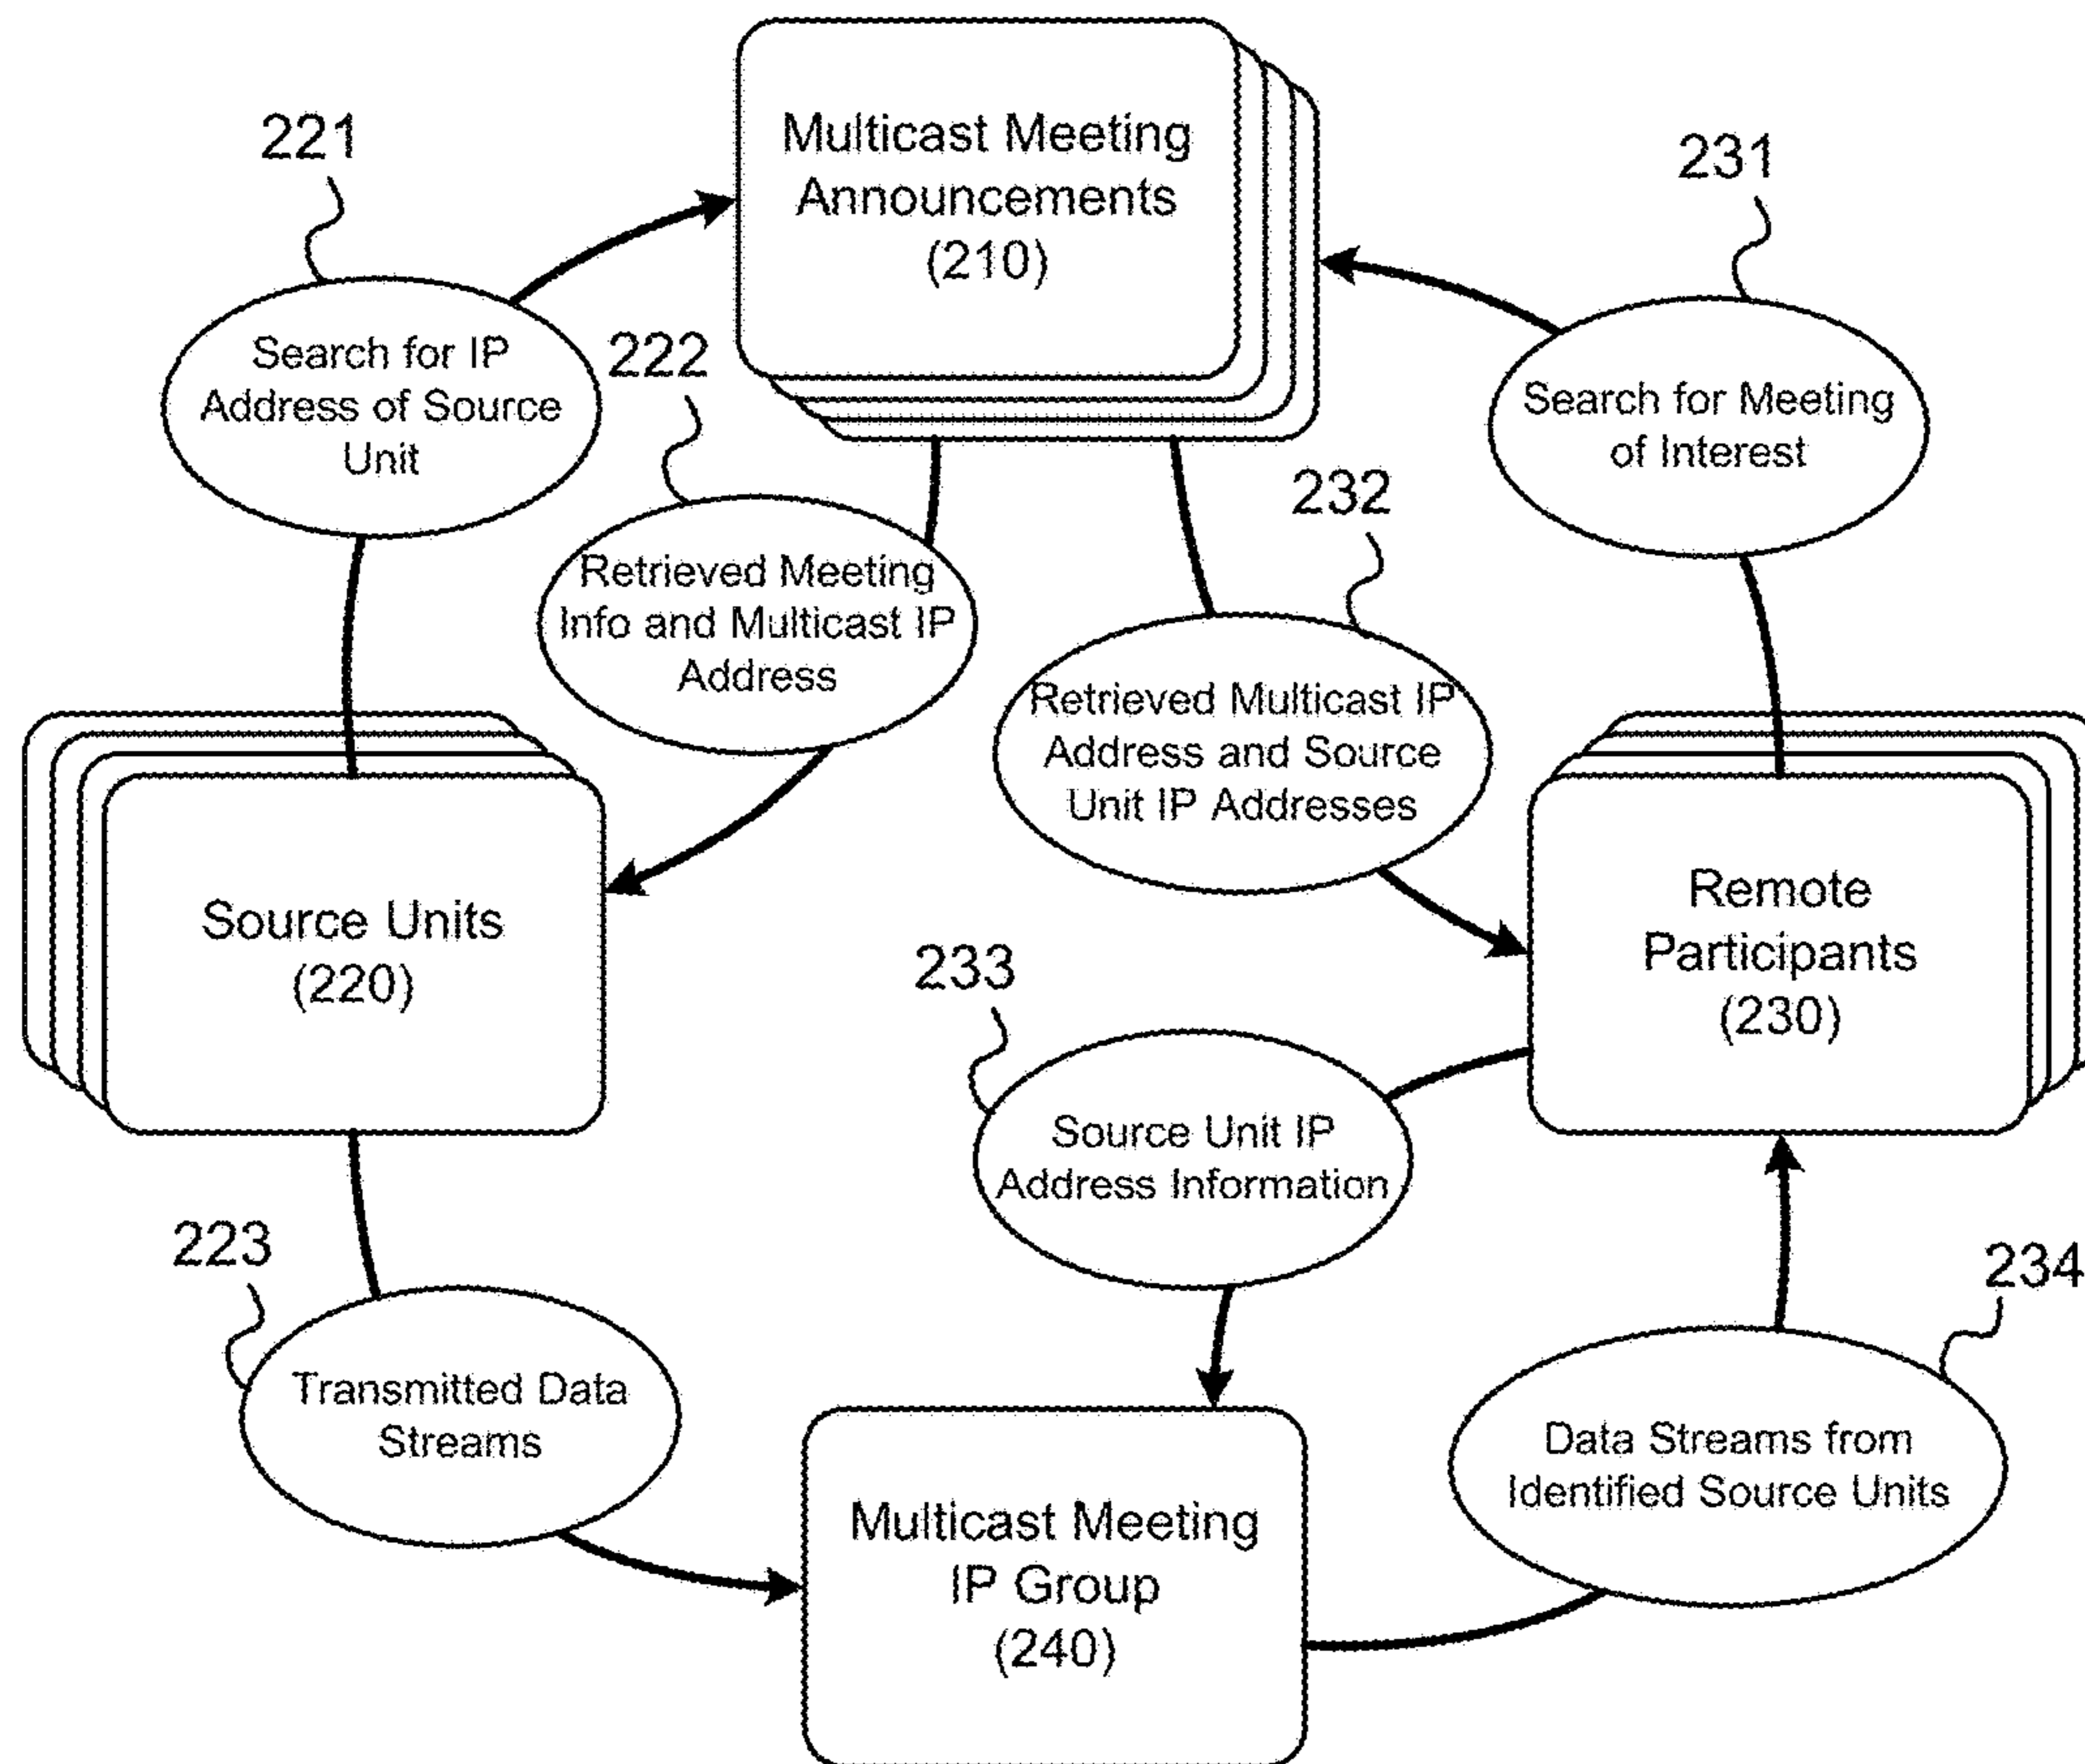 Multicast Meeting
Announcements
(210)
221
231
Search for IP
Address of Source
Unit
222
Search for Meeting
of Interest
232
Retrieved Meeting
Info and Multicast IP
Address
Retrieved Multicast IP
Address and Source
Unit IP Addresses
Source Units
(220)
Remote
Participants
(230)
233
Source Unit IP
Address Information
223
234
Transmitted Data
Streams
Data Streams from
Identified Source Units
Multicast Meeting
IP Group
(240)